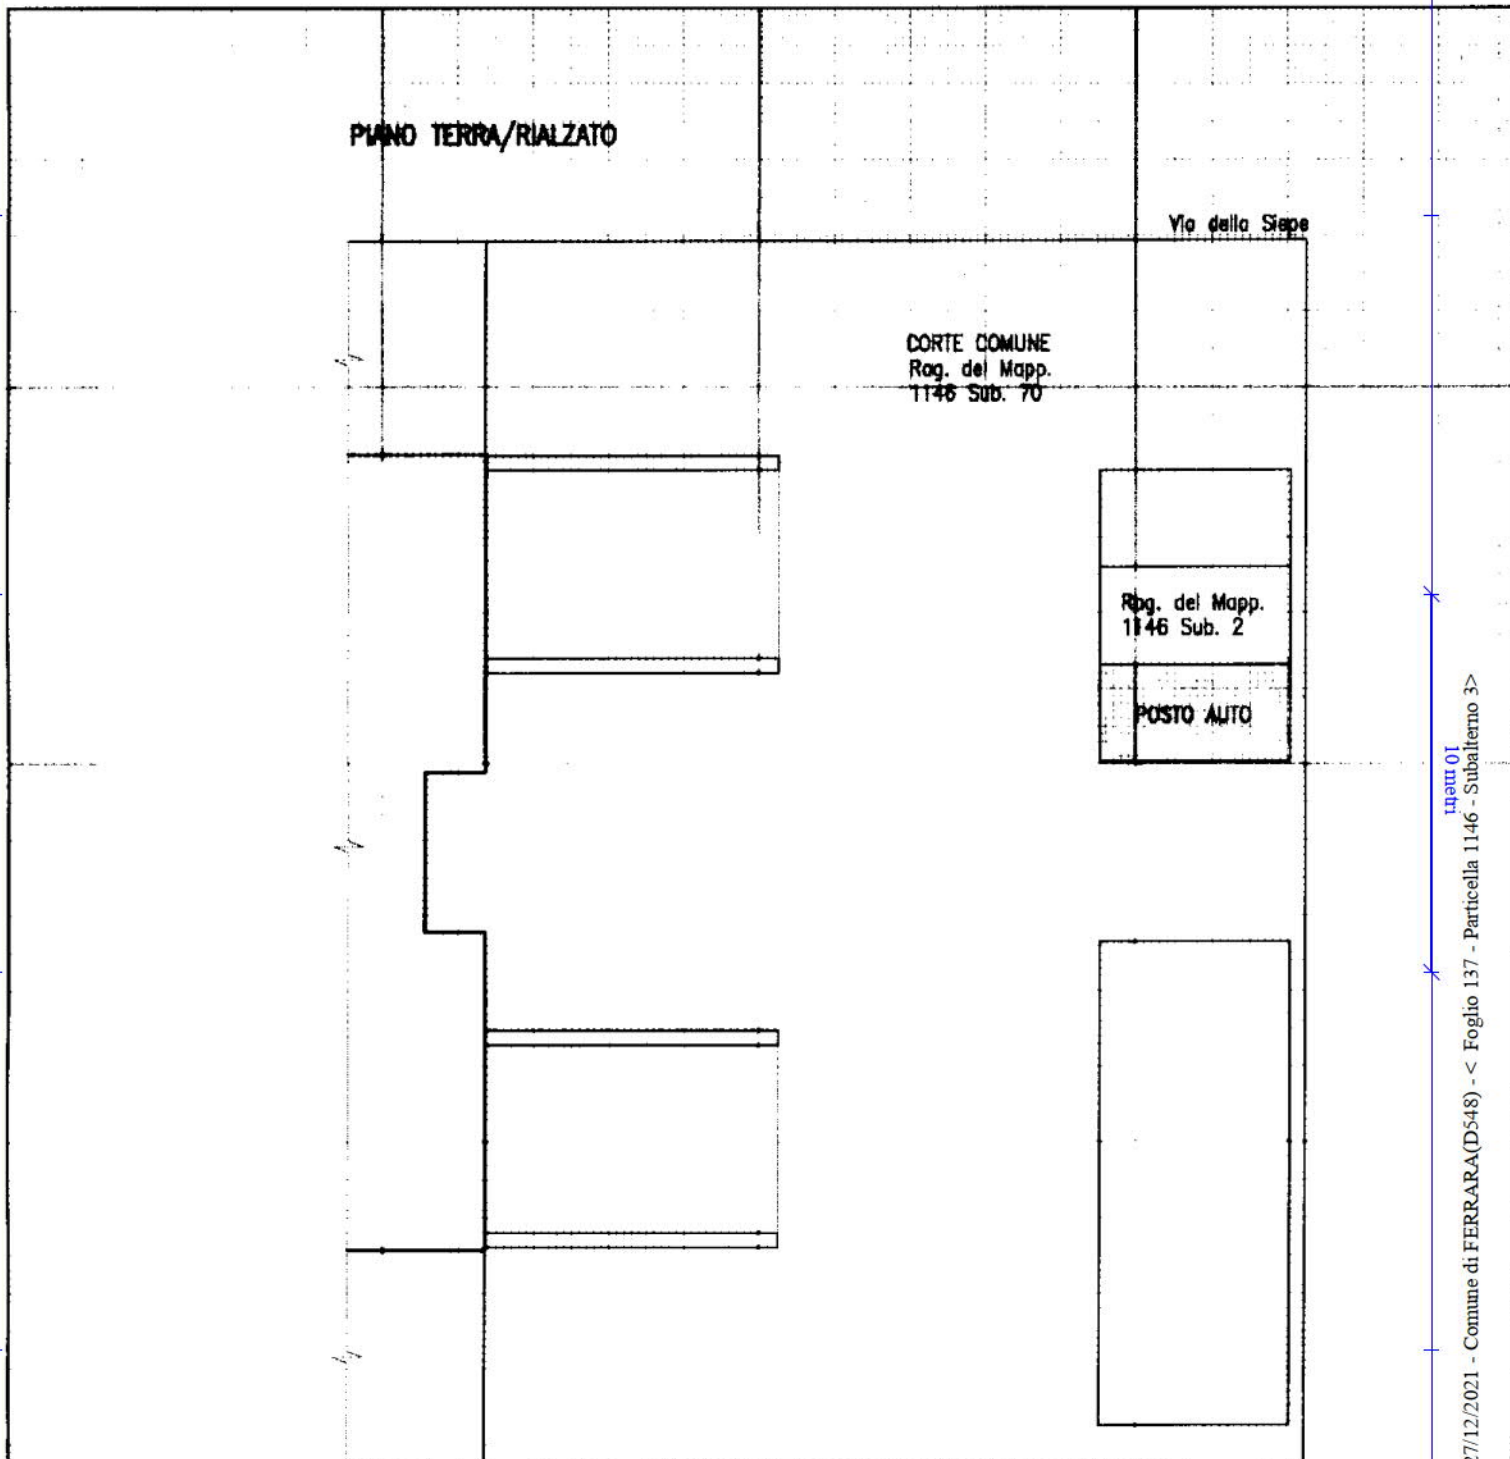 PIANO TERRA/RIALZATO
Via della Siepe
CORTE COMUNE
Rag. del Mapp.
1146 Sub. 70
Rag. del Mapp.
1146 Sub. 2
POSTO AUTO
10 metri
27/12/2021 - Comune di FERRARA(D548) - < Foglio 137 - Particella 1146 - Subalterno 3>